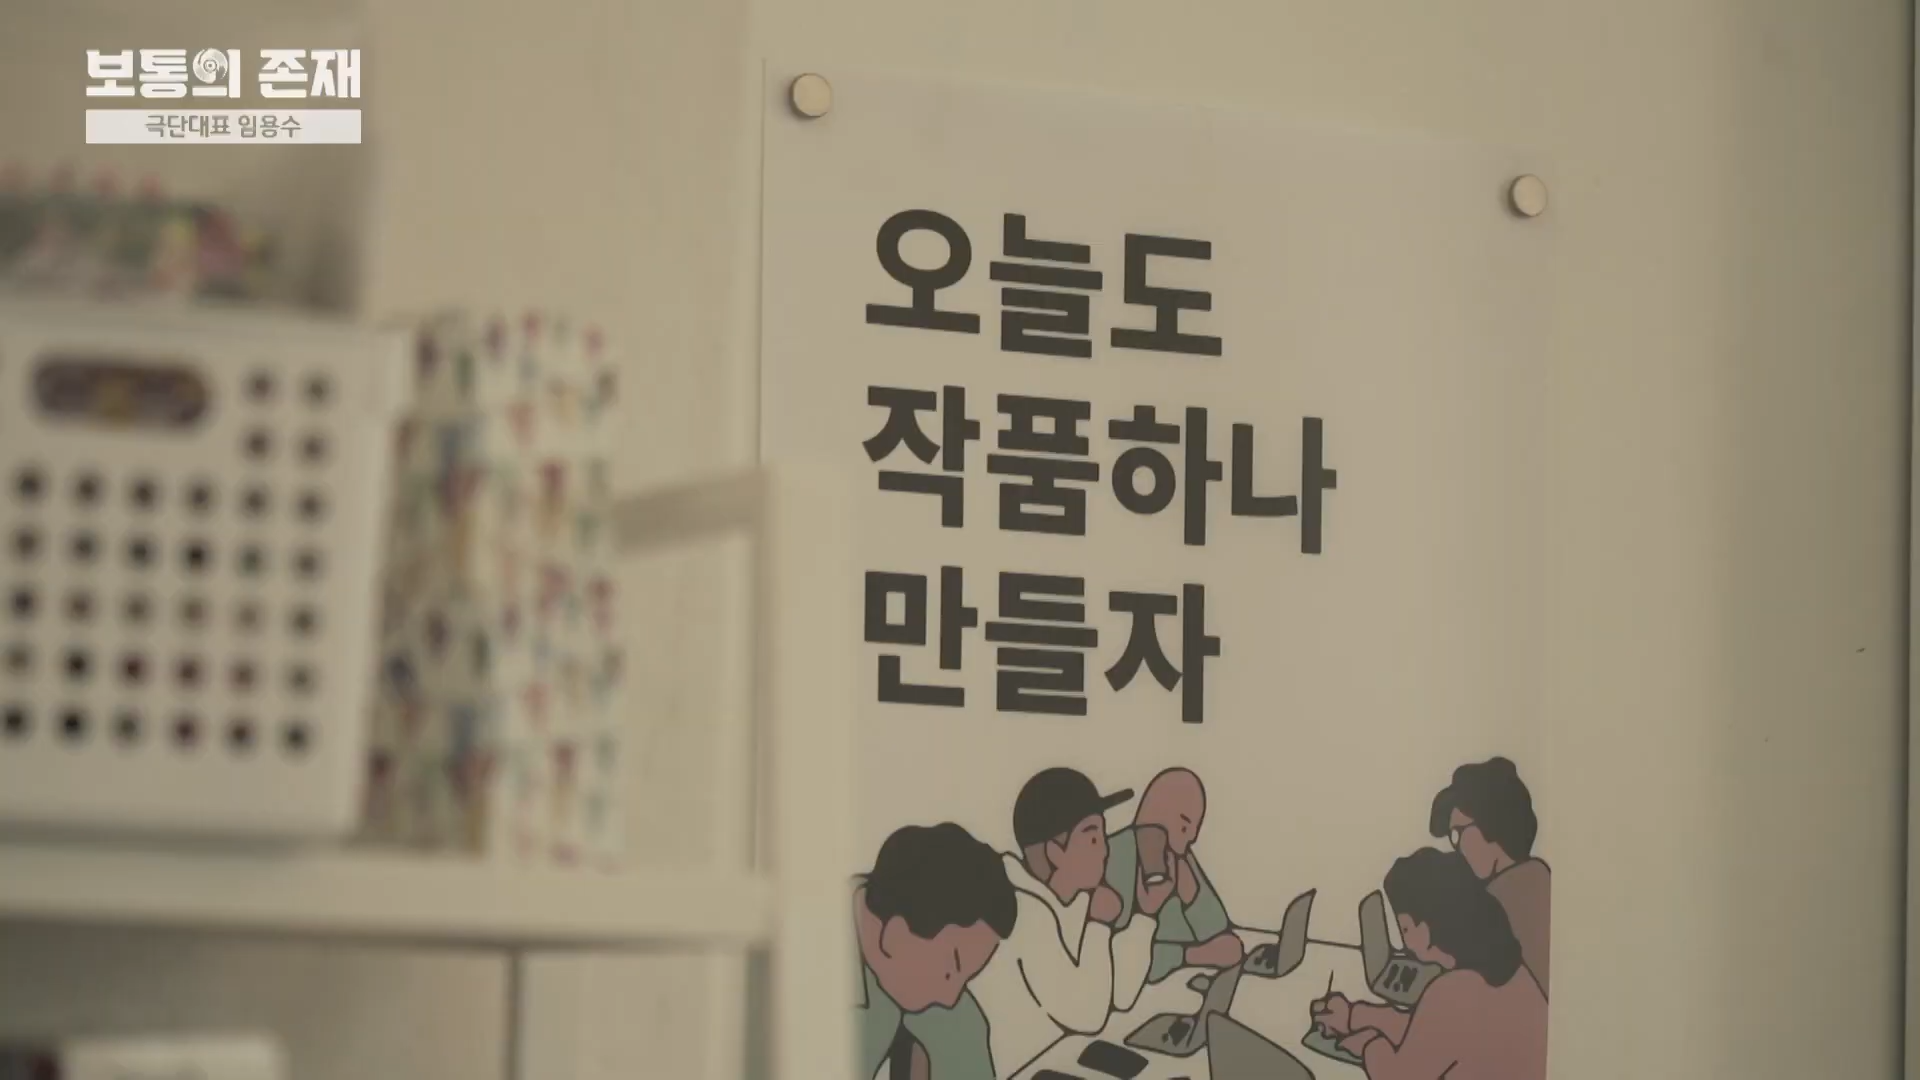 보통의 존재
극단대표 임용수
오늘도
작품하나
만들자